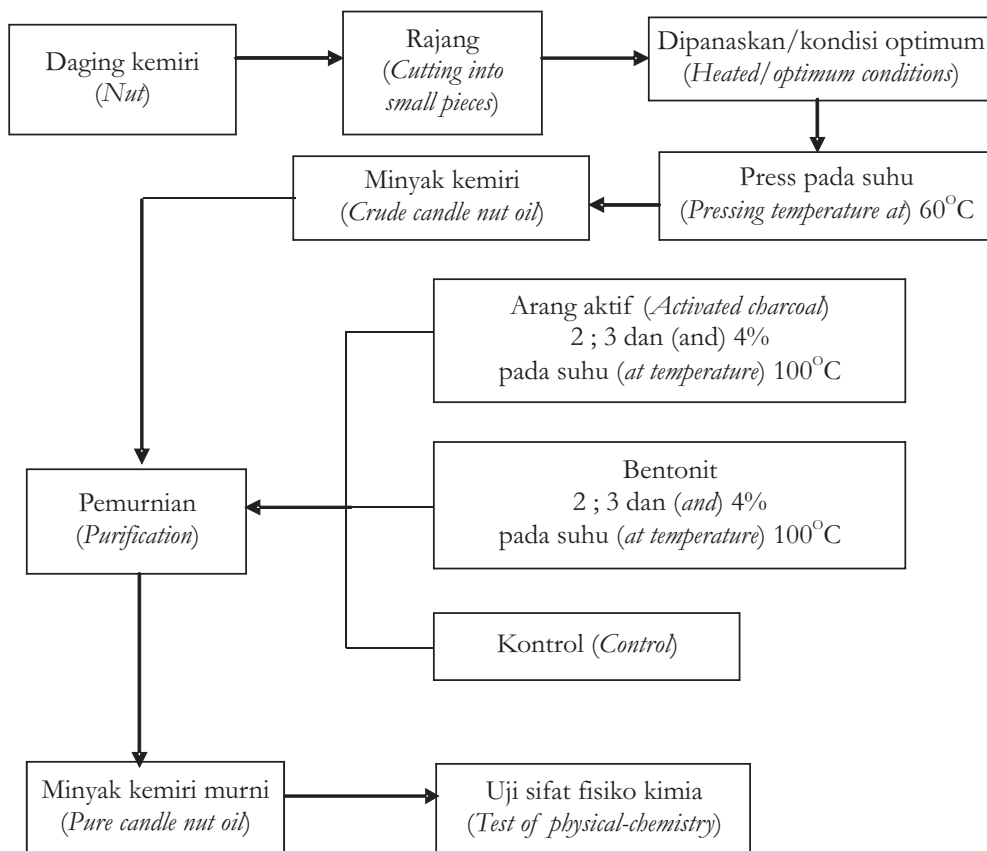 Daging kemiri
(Nut)
Rajang
(Cutting into
small pieces)
Dipanaskan/kondisi optimum
(Heated/optimum conditions)
Press pada suhu
(Pressing temperature at) 60°C
Minyak kemiri
(Crude candle nut oil)
Arang aktif (Activated charcoal)
2 ; 3 dan (and) 4%
pada suhu (at temperature) 100°C
Bentonit
2 ; 3 dan (and) 4%
pada suhu (at temperature) 100°C
Kontrol (Control)
Pemurnian
(Purification)
Minyak kemiri murni
(Pure candle nut oil)
Uji sifat fisiko kimia
(Test of physical-chemistry)